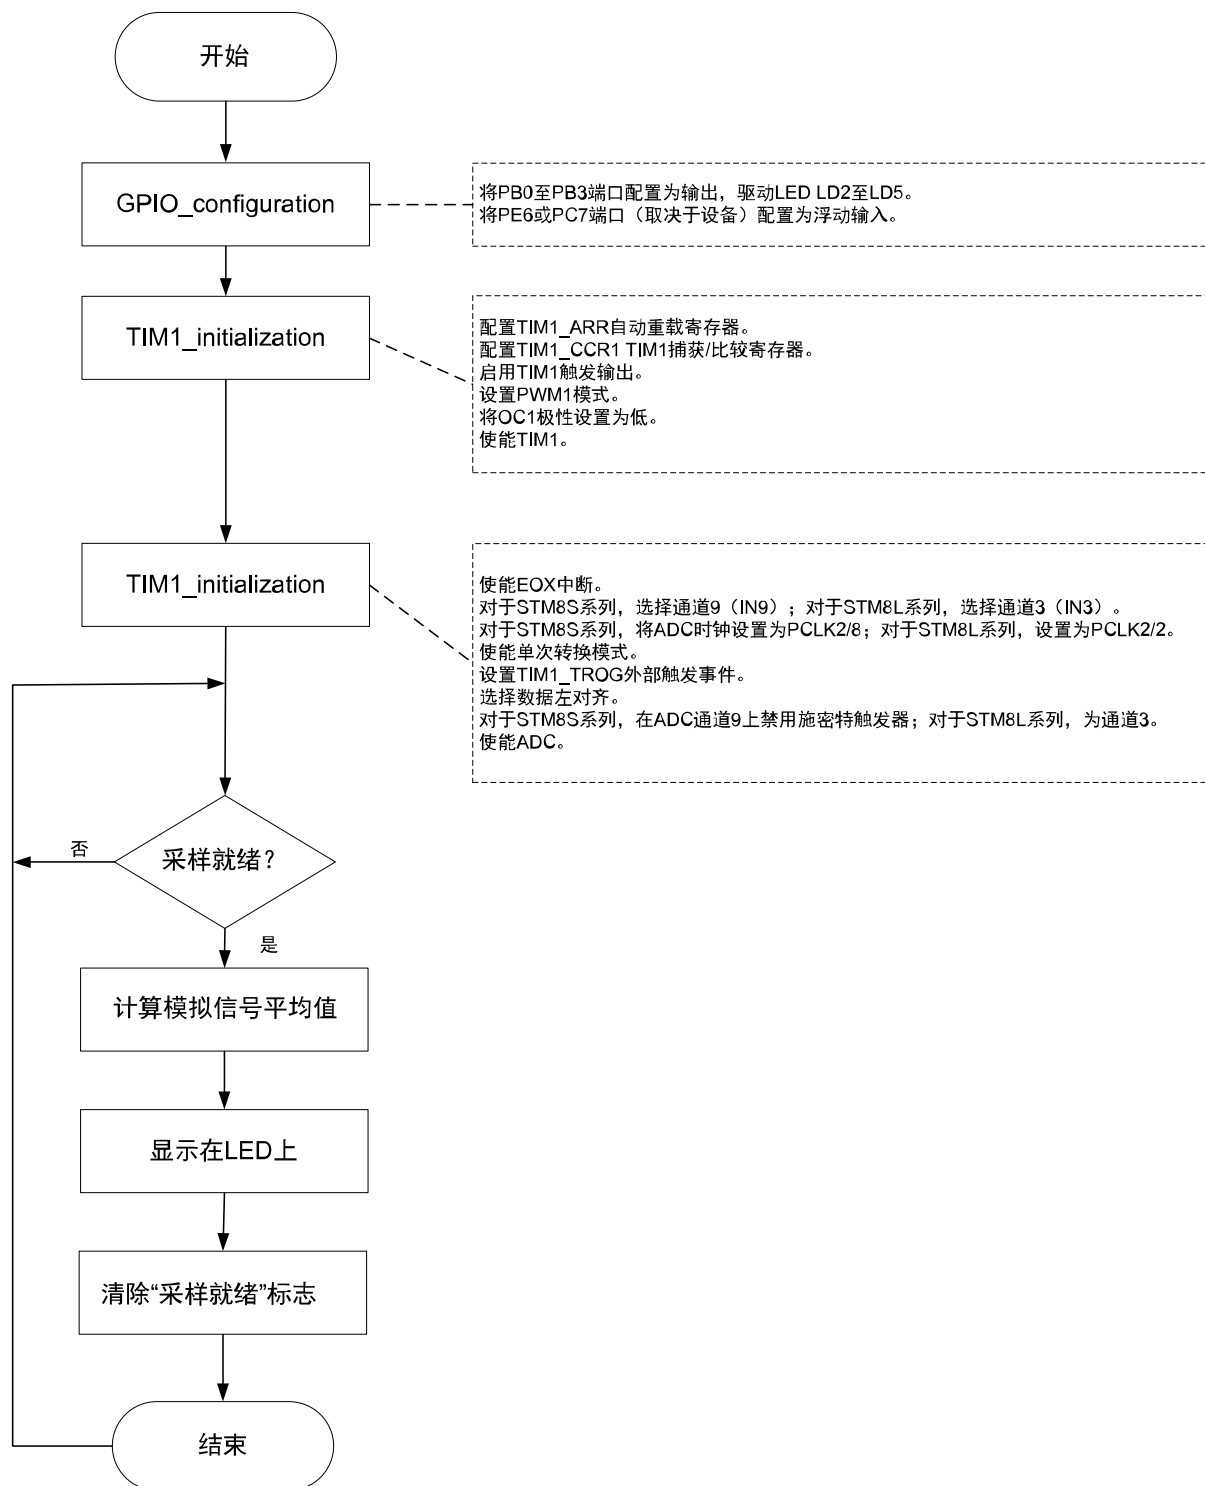 开始
GPIO_configuration
将PB0至PB3端口配置为输出，驱动LED LD2至LD5。
将PE6或PC7端口（取决于设备）配置为浮动输入。
TIM1_initialization
配置TIM1_ARR自动重载寄存器。
配置TIM1_CCR1 TIM1捕获/比较寄存器。
启用TIM1触发输出。
设置PWM1模式。
将OC1极性设置为低。
使能TIM1。
TIM1_initialization
使能EOX中断。
对于STM8S系列，选择通道9（IN9）；对于STM8L系列，选择通道3（IN3）。
对于STM8S系列，将ADC时钟设置为PCLK2/8；对于STM8L系列，设置为PCLK2/2。
使能单次转换模式。
设置TIM1_TROG外部触发事件。
选择数据左对齐。
对于STM8S系列，在ADC通道9上禁用施密特触发器；对于STM8L系列，为通道3。
使能ADC。
采样就绪？
否
是
计算模拟信号平均值
显示在LED上
清除“采样就绪”标志
结束